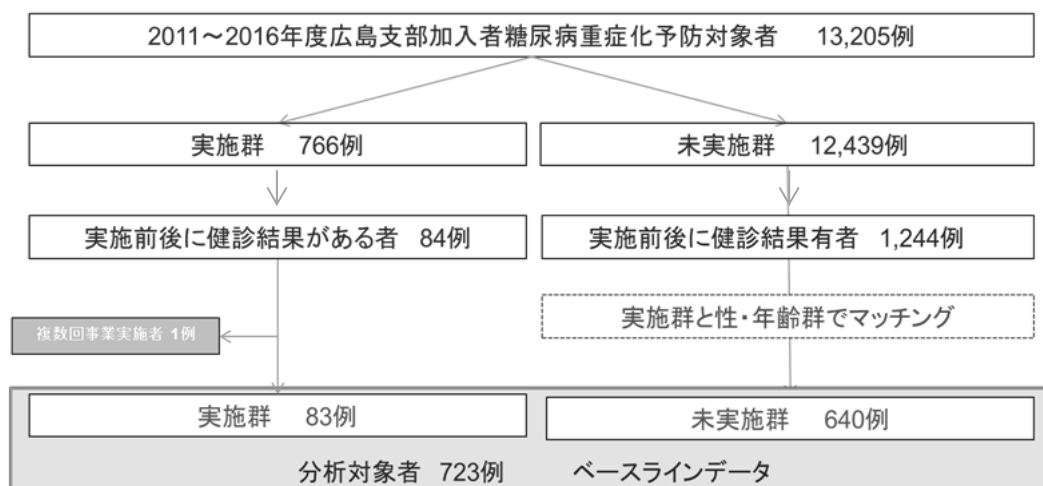 2011～2016年度広島支部加入者糖尿病重症化予防対象者　13,205例
実施群　766例
未実施群　12,439例
実施前後に健診結果がある者　84例
実施前後に健診結果有者　1,244例
実施群と性・年齢群でマッチング
複数回事業実施者 1例
実施群　83例
未実施群　640例
分析対象者　723例　ベースラインデータ